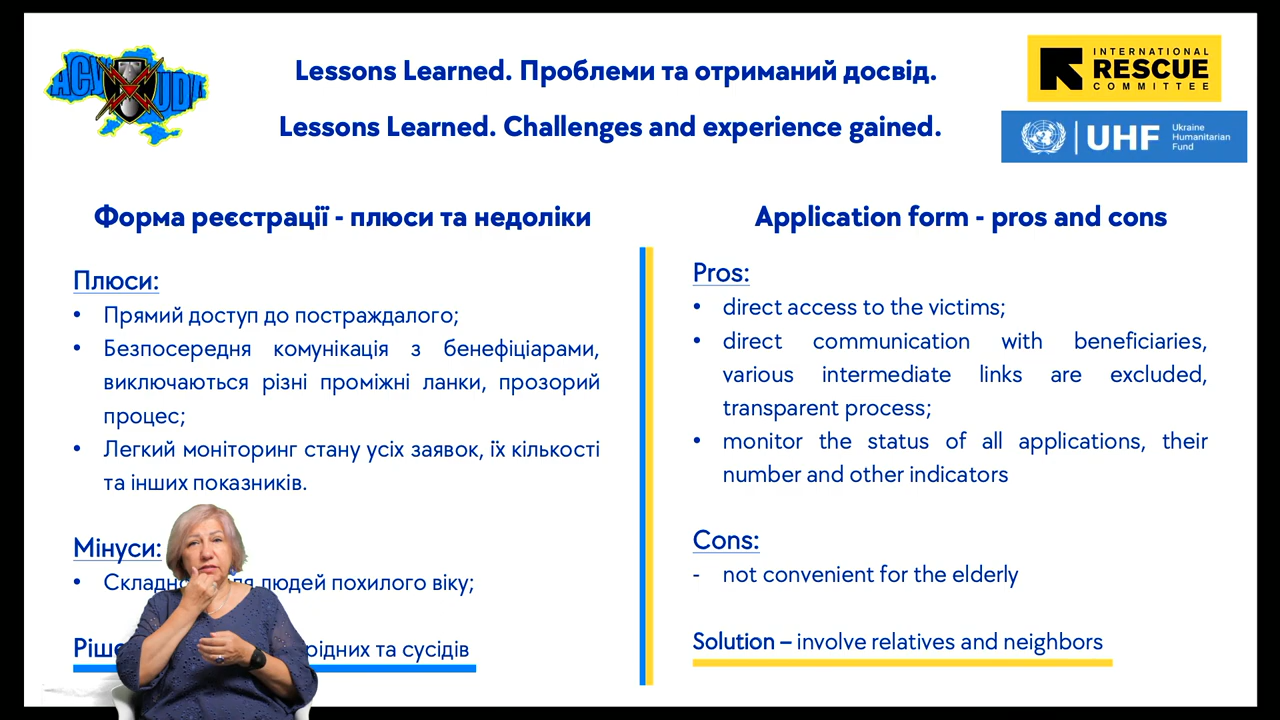 Lessons Learned. Проблеми та отриманий досвід.
Lessons Learned. Challenges and experience gained.
INTERNATIONAL
RESCUE
COMMITTEE
UHF
Ukraine
Humanitarian
Fund
Форма реєстрації - плюси та недоліки
Плюси:
• Прямий доступ до постраждалого;
• Безпосередня комунікація з бенефіціарами,
виключаються різні проміжні ланки, прозорий
процес;
• Легкий моніторинг стану усіх заявок, їх кількості
та інших показників.
Мінуси:
• людей похилого віку;
рідних та сусідів
Application form - pros and cons
Pros:
• direct access to the victims;
• direct communication with beneficiaries,
various intermediate links are excluded,
transparent process;
• monitor the status of all applications, their
number and other indicators
Cons:
- not convenient for the elderly
Solution – involve relatives and neighbors